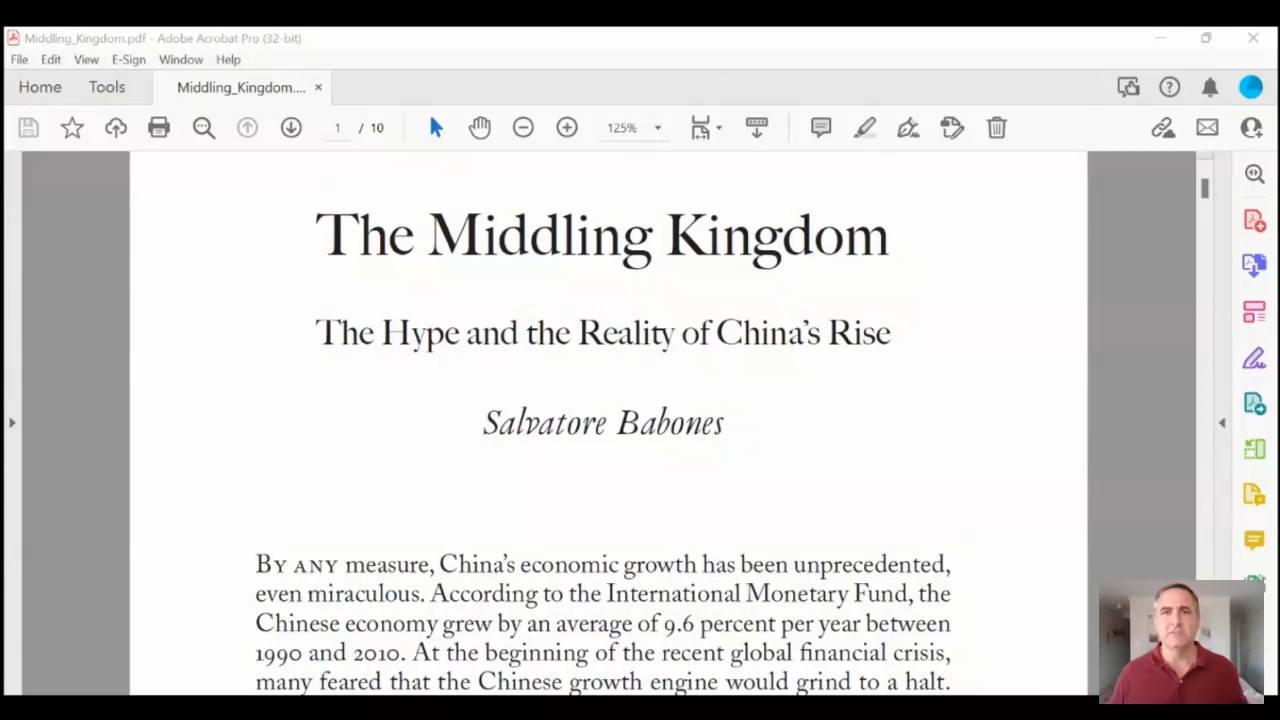 Middling_Kingdom.pdf - Adobe Acrobat Pro (32-bit)
File Edit View E-Sign Window Help
Home Tools Middling_Kingdom.... ×
1 / 10 125%
The Middling Kingdom
The Hype and the Reality of China's Rise
Salvatore Babones
BY ANY measure, China's economic growth has been unprecedented,
even miraculous. According to the International Monetary Fund, the
Chinese economy grew by an average of 9.6 percent per year between
1990 and 2010. At the beginning of the recent global financial crisis,
many feared that the Chinese growth engine would grind to a halt.